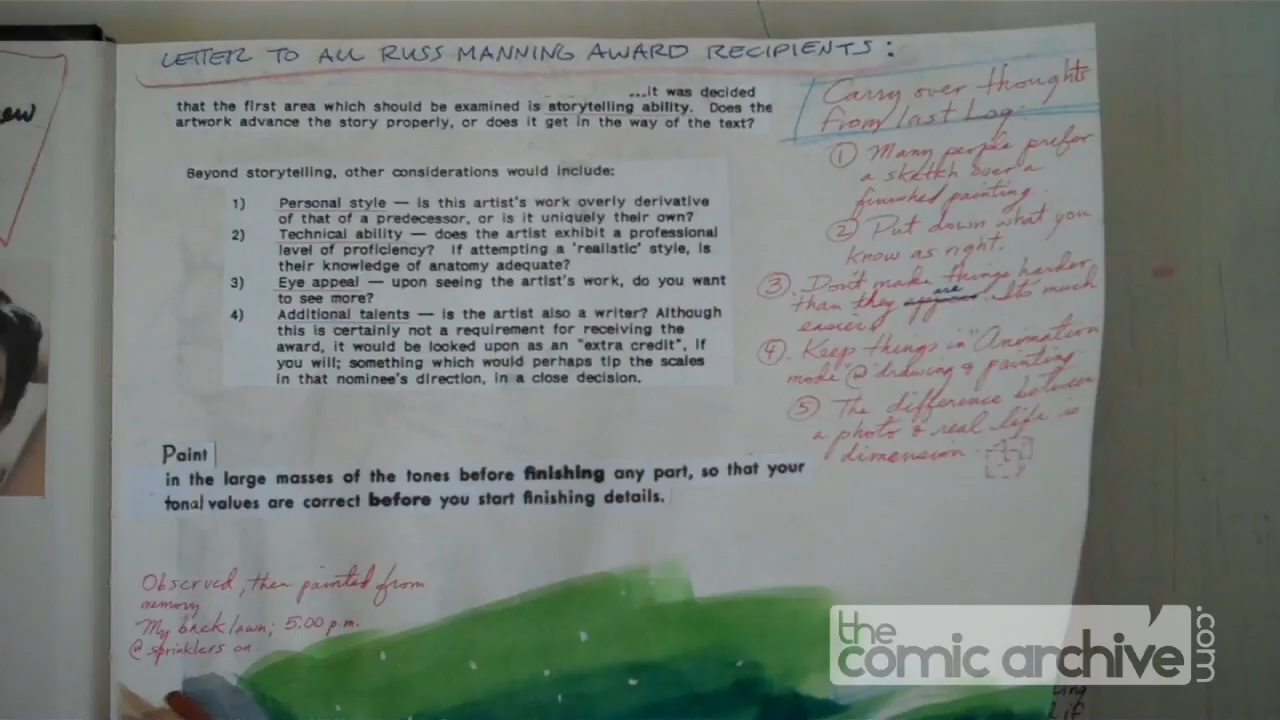 LETTER TO ALL RUSS MANNING AWARD RECIPIENTS:
...it was decided
that the first area which should be examined is storytelling ability. Does the
artwork advance the story properly, or does it get in the way of the text?
Beyond storytelling, other considerations would include:
1) Personal style — is this artist's work overly derivative
of that of a predecessor, or is it uniquely their own?
2) Technical ability — does the artist exhibit a professional
level of proficiency? If attempting a 'realistic' style, is
their knowledge of anatomy adequate?
3) Eye appeal — upon seeing the artist's work, do you want
to see more?
4) Additional talents — is the artist also a writer? Although
this is certainly not a requirement for receiving the
award, it would be looked upon as an "extra credit", if
you will; something which would perhaps tip the scales
in that nominee's direction, in a close decision.
Carry over thoughts
from last Log:
① Many people prefer
a sketch over a
finished painting.
② Put down what you
know as right.
③. Don't make things harder
than they are. It's much
easier
④. Keep things in "Animation
mode" @ drawing & painting
⑤ The difference between
a photo & real life is
dimension
Paint
in the large masses of the tones before finishing any part, so that your
tonal values are correct before you start finishing details.
Observed, then painted from
memory
My back lawn; 5:00 p.m.
@ sprinklers on
the
comic archive
.com